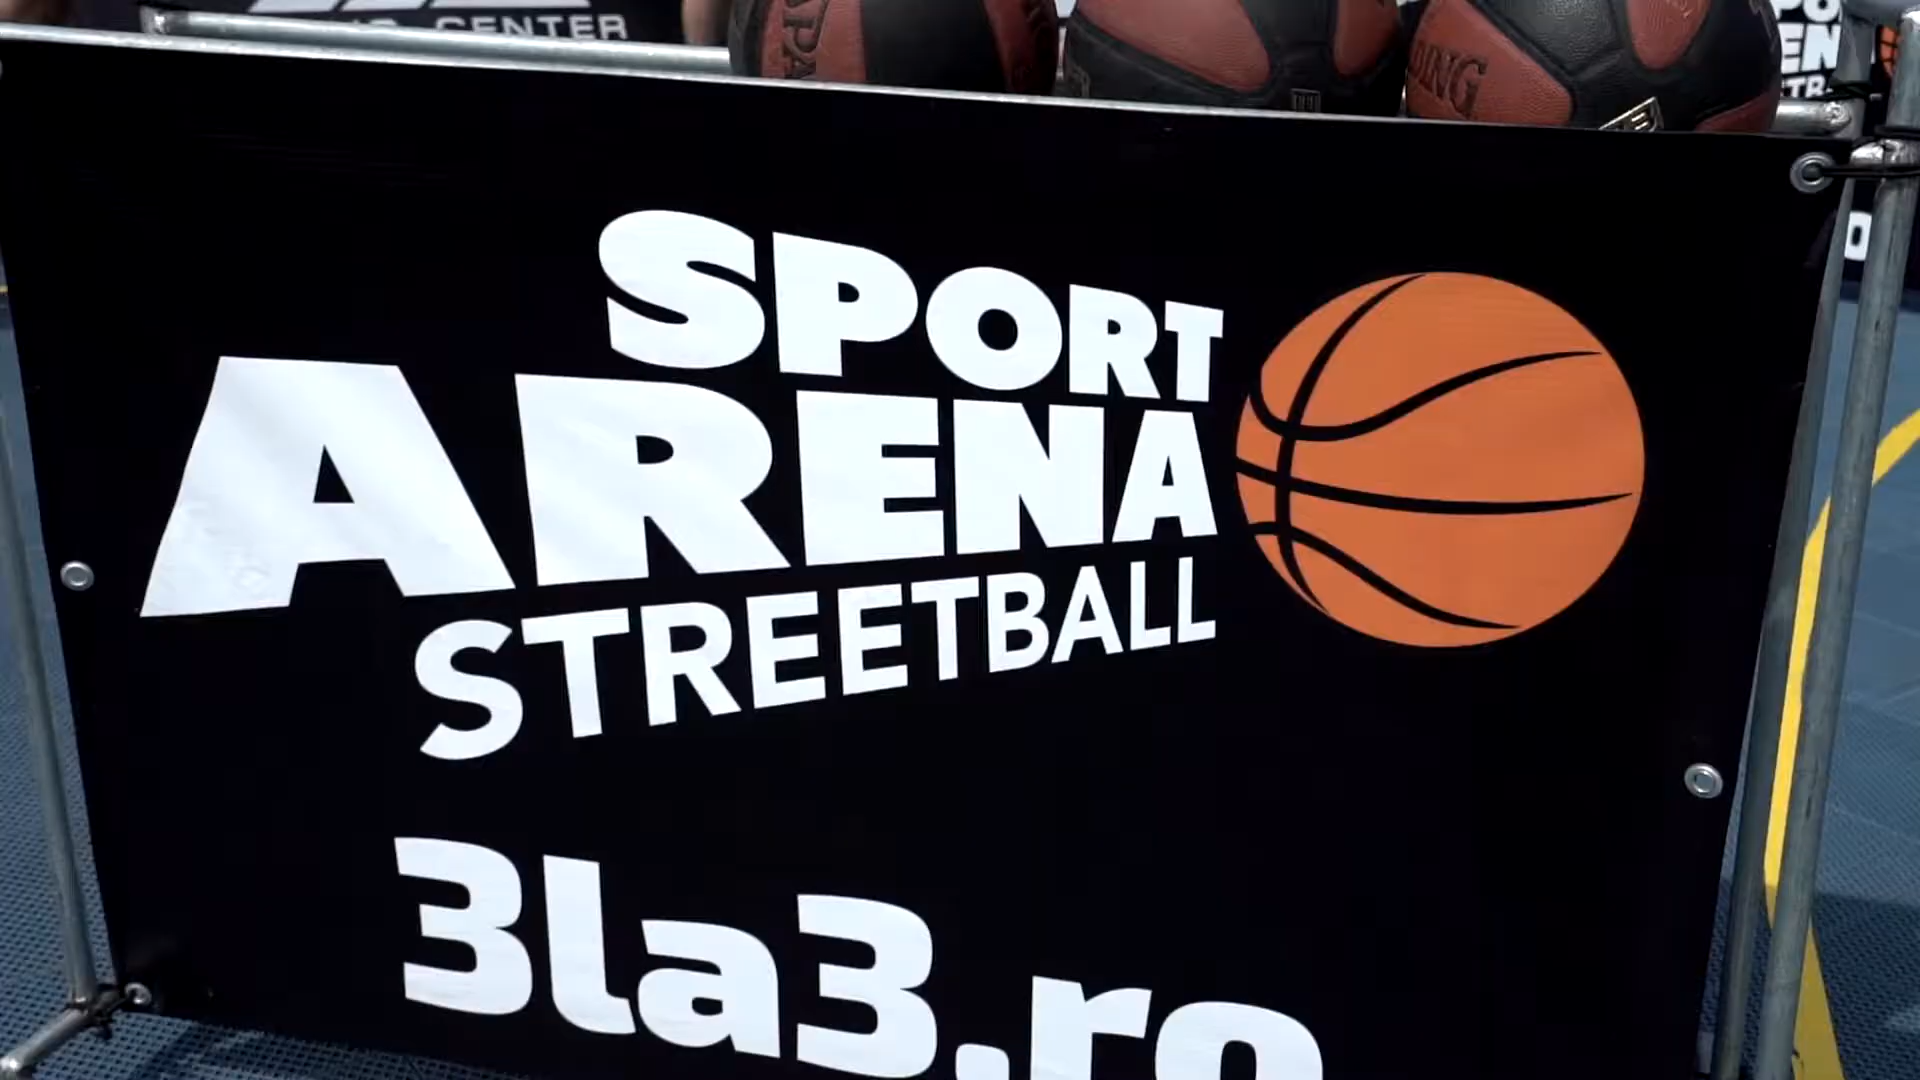 CENTER
SPORT
ARENA
STREETBALL
3la3.ro